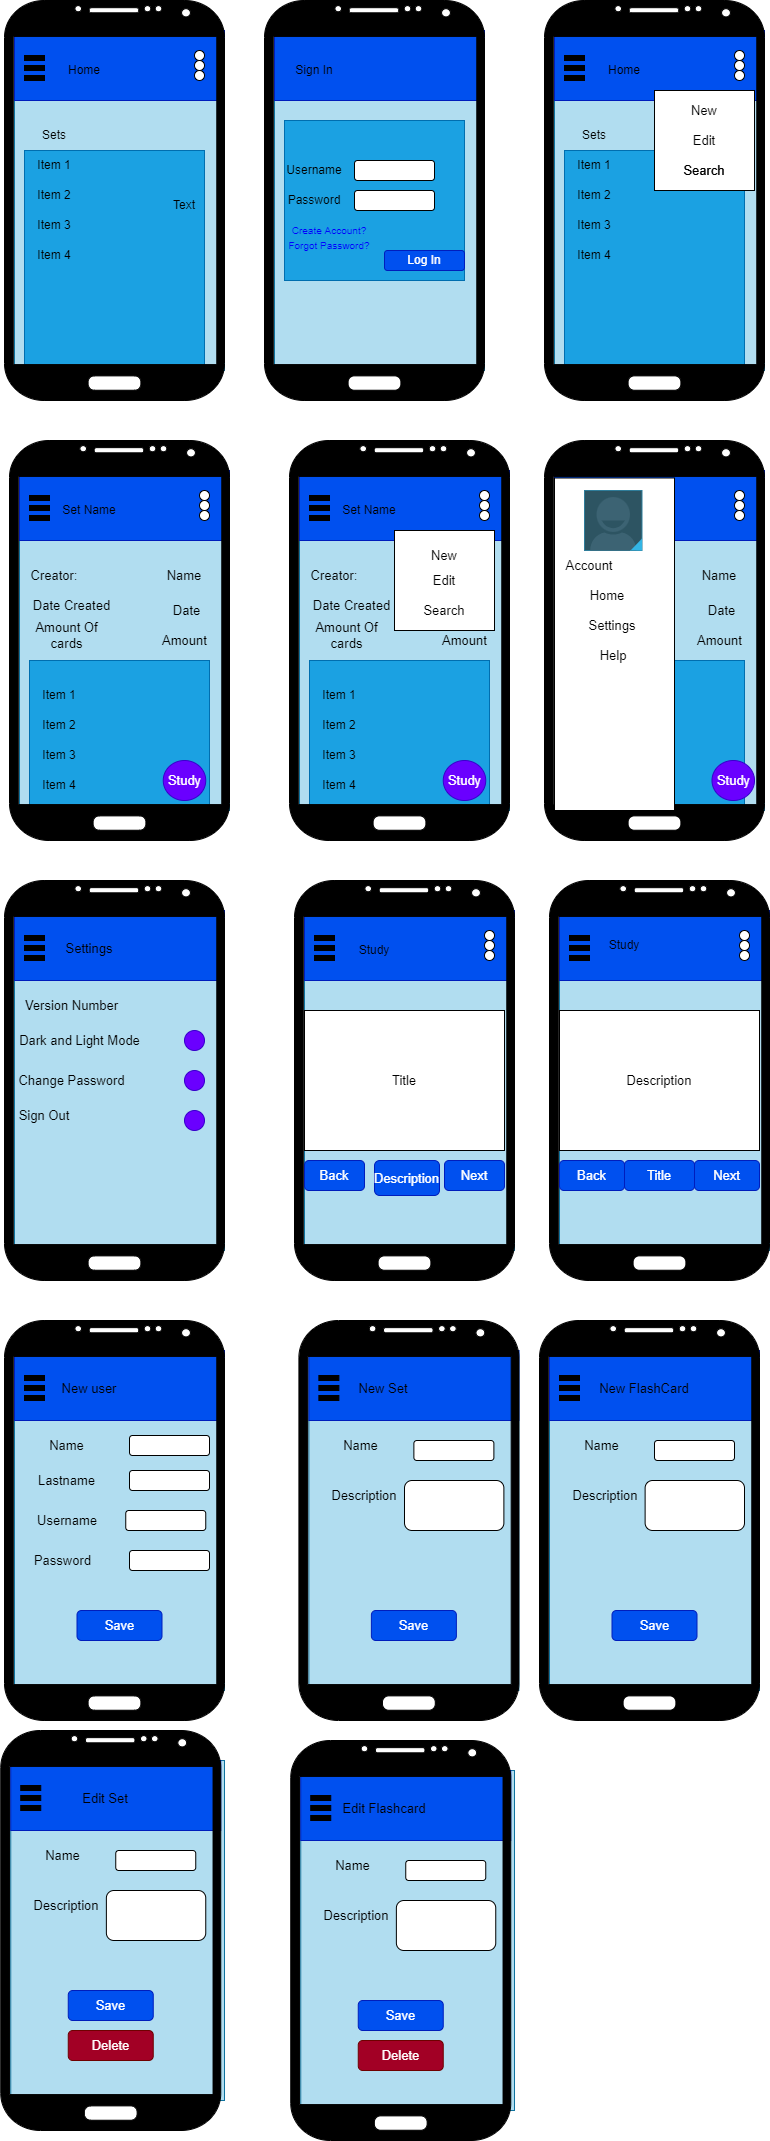 Home
Sets
Item 1
Item 2
Text
Item 3
Item 4
Sign In
Username
Password
Create Account?
Forgot Password?
Log In
Home
New
Edit
Search
Sets
Item 1
Item 2
Item 3
Item 4
Set Name
Creator:
Name
Date Created
Date
Amount Of
cards
Amount
Item 1
Item 2
Item 3
Item 4
Study
Set Name
New
Edit
Search
Creator:
Date Created
Amount Of
cards
Amount
Item 1
Item 2
Item 3
Item 4
Study
Account
Home
Settings
Help
Name
Date
Amount
Study
Settings
Version Number
Dark and Light Mode
Change Password
Sign Out
Study
Title
Back
Description
Next
Study
Description
Back
Title
Next
New user
Name
Lastname
Username
Password
Save
New Set
Name
Description
Save
New FlashCard
Name
Description
Save
Edit Set
Name
Description
Save
Delete
Edit Flashcard
Name
Description
Save
Delete